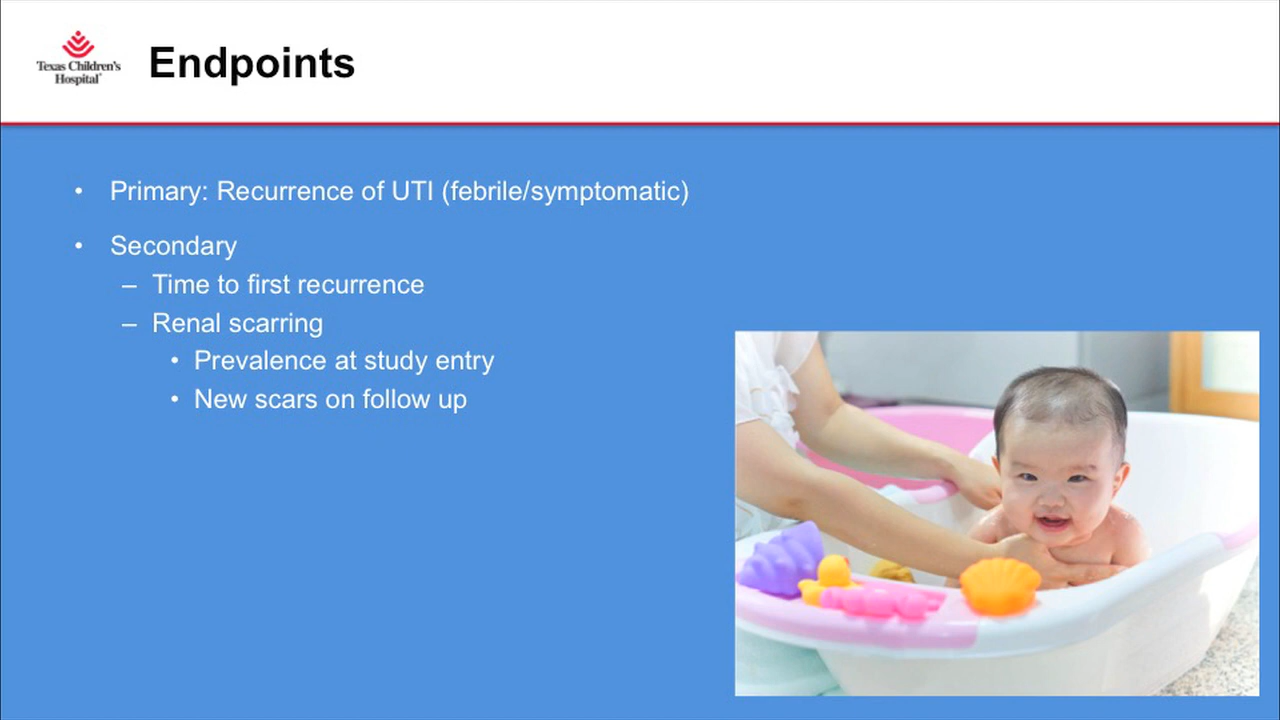 Texas Children's
Hospital
Endpoints
• Primary: Recurrence of UTI (febrile/symptomatic)
• Secondary
– Time to first recurrence
– Renal scarring
• Prevalence at study entry
• New scars on follow up